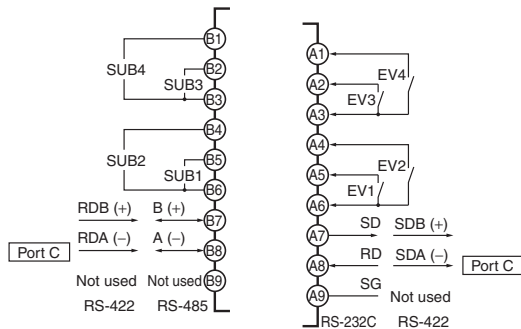 B1
SUB4
B2
SUB3
B3
B4
SUB2
B5
SUB1
B6
RDB (+) B (+)
B7
RDA (−) A (−)
B8
Port C
Not used Not used
B9
RS-422 RS-485
A1
A2
EV4
EV3
A3
A4
A5
EV2
EV1
A6
A7
SD SDB (+)
A8
RD SDA (−)
Port C
A9
SG Not used
RS-232C RS-422